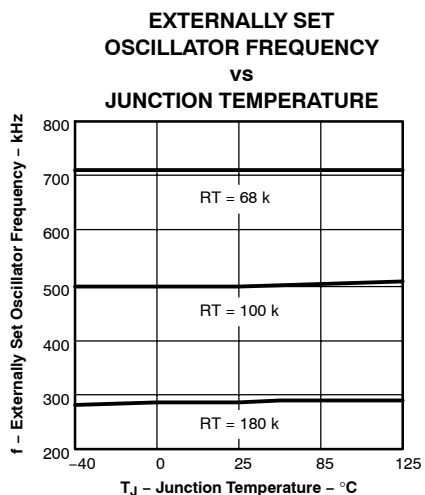 EXTERNALLY SET
OSCILLATOR FREQUENCY
vs
JUNCTION TEMPERATURE
f – Externally Set Oscillator Frequency – kHz
800
700
RT = 68 k
600
500
RT = 100 k
400
300
RT = 180 k
200
–40
0
25
85
125
TJ – Junction Temperature – °C